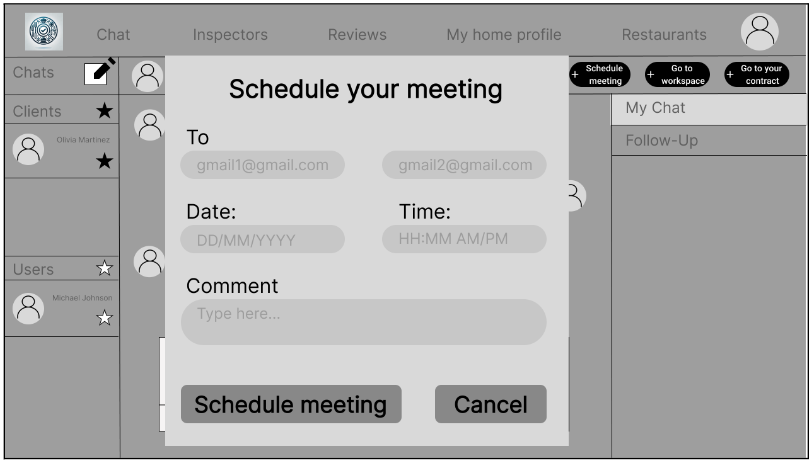 Chat
Inspectors
Reviews
My home profile
Restaurants
Chats
+ Schedule
meeting
+ Go to
workspace
+ Go to your
contract
Clients
Olivia Martinez
Users
Michael Johnson
My Chat
Follow-Up
Schedule your meeting
To
gmail1@gmail.com
gmail2@gmail.com
Date:
Time:
DD/MM/YYYY
HH:MM AM/PM
Comment
Type here...
Schedule meeting
Cancel